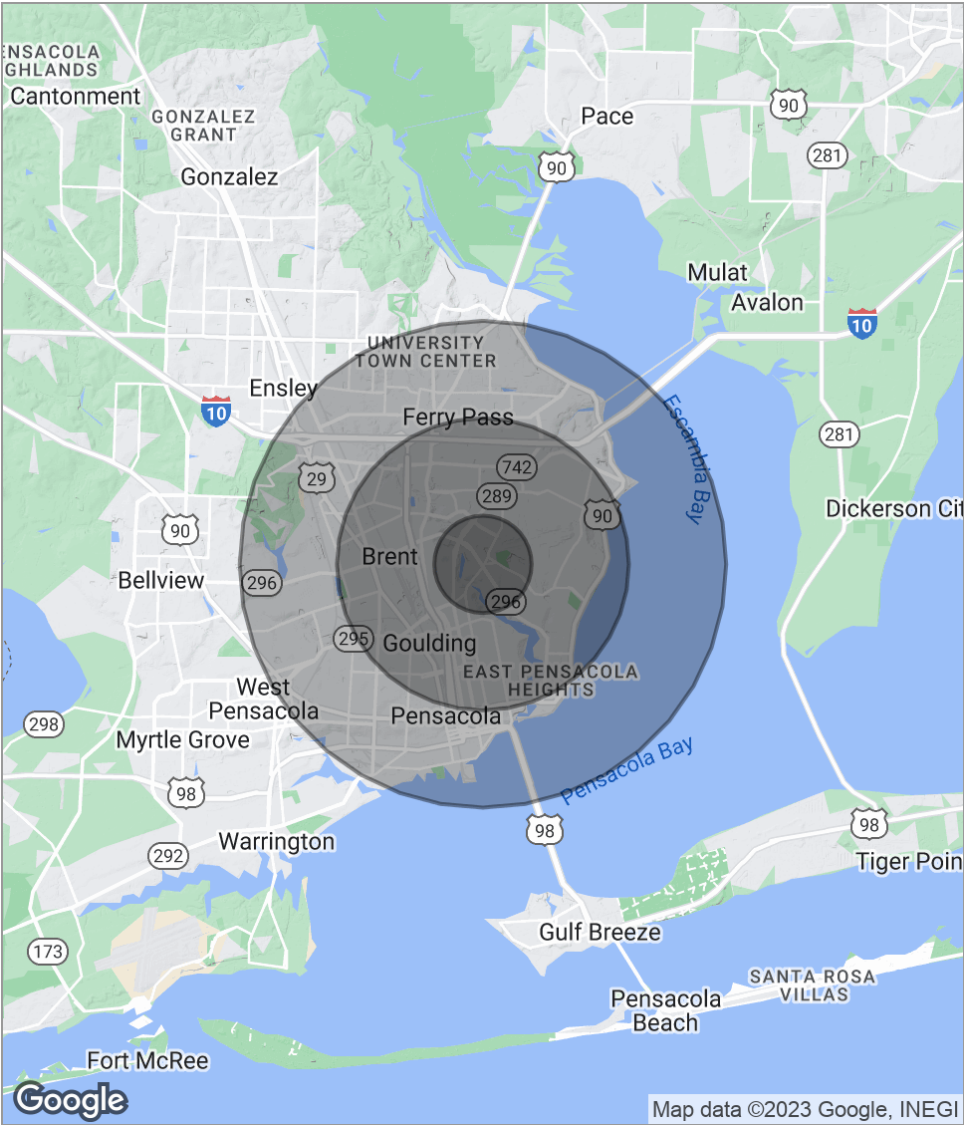 ENSACOLA
GHLANDS
Cantonment
GONZALEZ
GRANT
Pace
90
90
281
Gonzalez
Mulat
Avalon
10
UNIVERSITY
TOWN CENTER
Ensley
10
Ferry Pass
Escambia Bay
281
742
29
289
90
90
Dickerson Cit
Brent
Bellview
296
296
295
Goulding
EAST PENSACOLA
HEIGHTS
West
Pensacola
Pensacola
298
Myrtle Grove
Pensacola Bay
98
98
98
Warrington
292
Tiger Poin
Gulf Breeze
173
SANTA ROSA
VILLAS
Pensacola
Beach
Fort McRee
Google
Map data ©2023 Google, INEGI